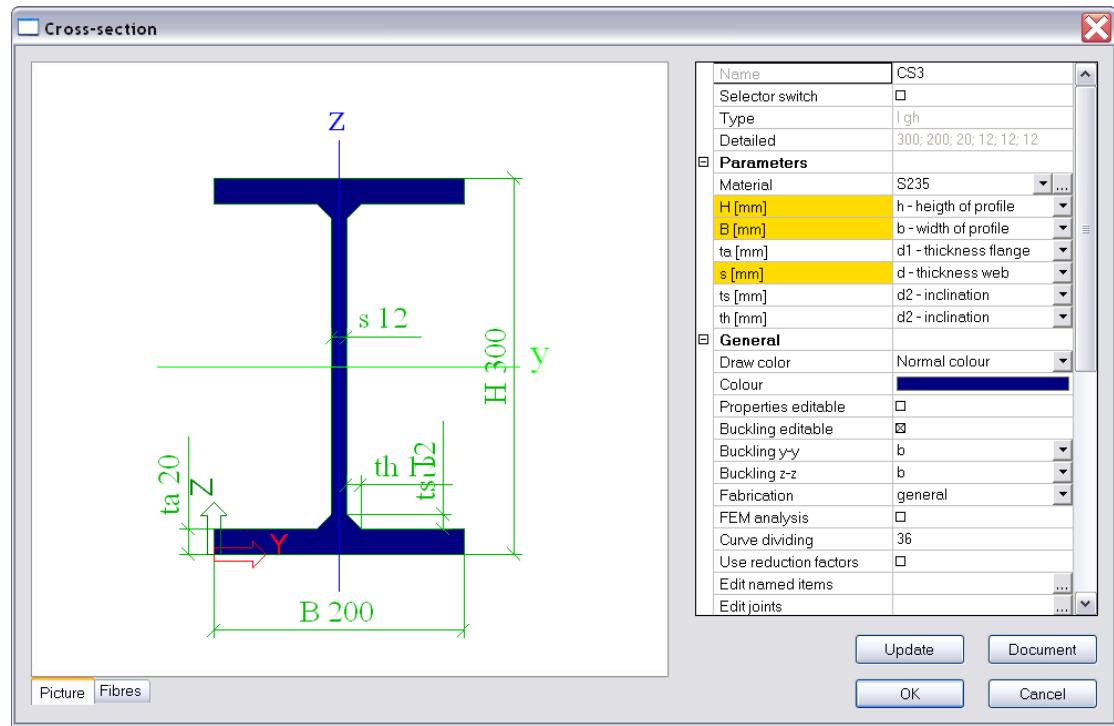 Cross-section
Z
s 12
y
H 300
ta 20
Z
th 1
ts 12
Y
B 200
Picture
Fibres
Name CS3
Selector switch
Type I gh
Detailed 300; 200; 20; 12; 12; 12
Parameters
Material S235 ...
H [mm] h - heigth of profile
B [mm] b - width of profile
ta [mm] d1 - thickness flange
s [mm] d - thickness web
ts [mm] d2 - inclination
th [mm] d2 - inclination
General
Draw color Normal colour
Colour
Properties editable
Buckling editable
Buckling y-y b
Buckling z-z b
Fabrication general
FEM analysis
Curve dividing 36
Use reduction factors
Edit named items ...
Edit joints ...
Update
Document
OK
Cancel